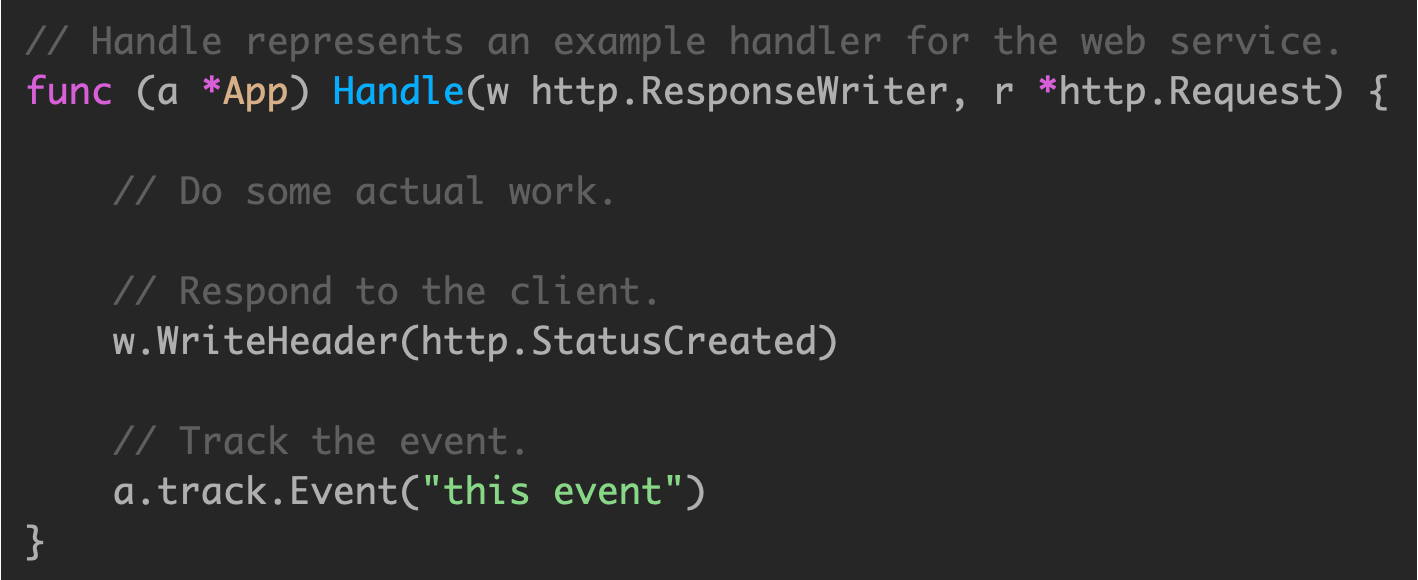 // Handle represents an example handler for the web service.
func (a *App) Handle(w http.ResponseWriter, r *http.Request) {
// Do some actual work.
// Respond to the client.
w.WriteHeader(http.StatusCreated)
// Track the event.
a.track.Event("this event")
}